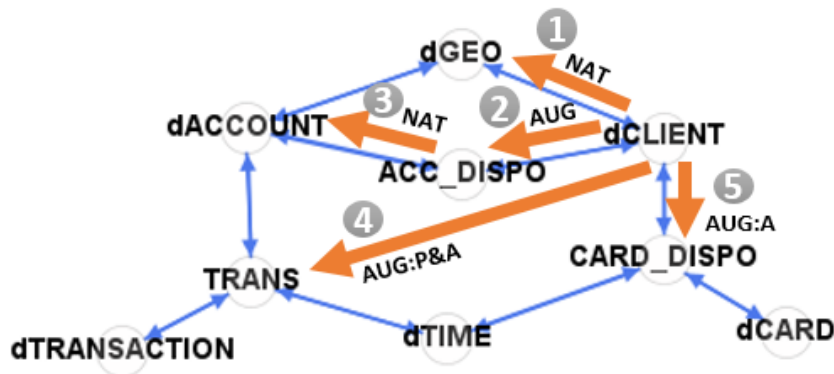 1
dGEO
NAT
3
2
NAT
AUG
dACCOUNT
dCLIENT
ACC_DISPO
4
5
AUG:A
AUG:P&A
CARD_DISPO
TRANS
dTRANSACTION
dTIME
dCARD